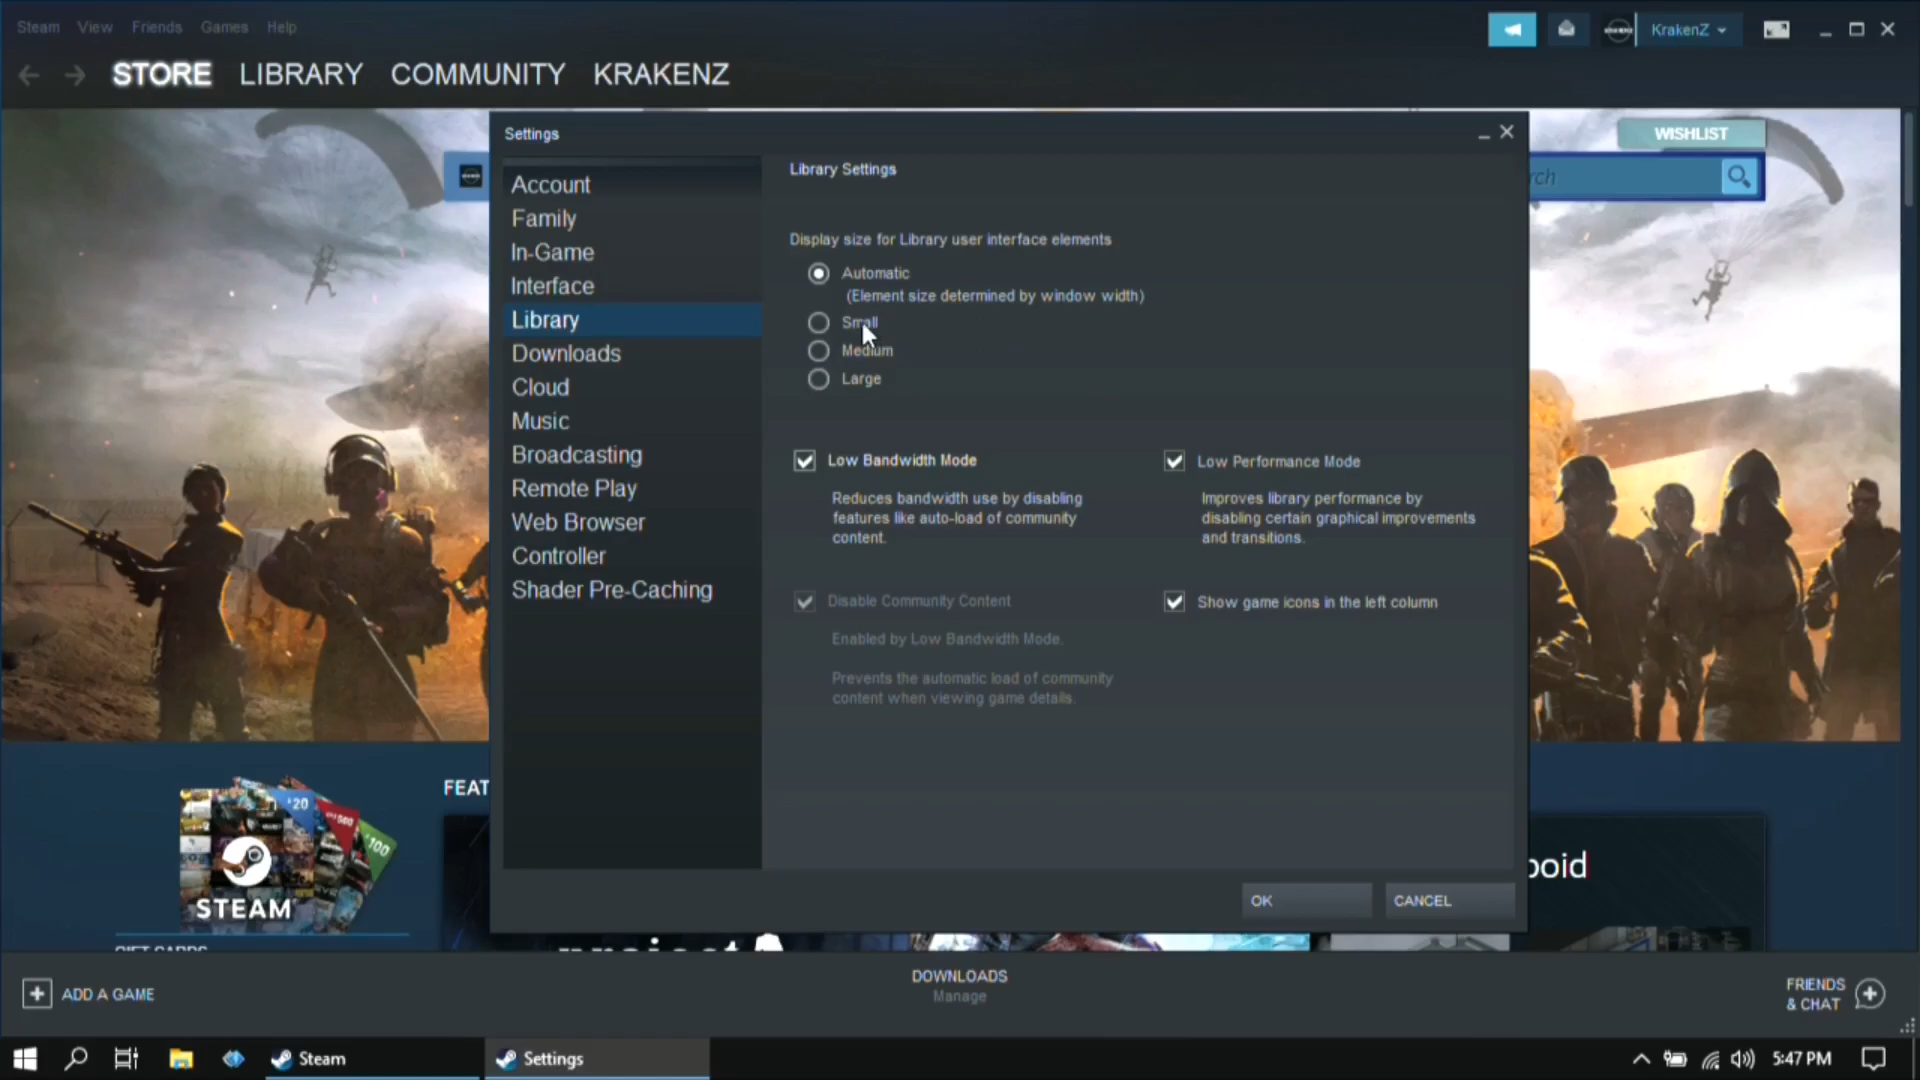 Steam View Friends Games Help
KrakenZ
STORE LIBRARY COMMUNITY KRAKENZ
Settings
WISHLIST
rch
Account
Family
In-Game
Interface
Library
Downloads
Cloud
Music
Broadcasting
Remote Play
Web Browser
Controller
Shader Pre-Caching
Library Settings
Display size for Library user interface elements
Automatic
(Element size determined by window width)
Small
Medium
Large
Low Bandwidth Mode
Reduces bandwidth use by disabling
features like auto-load of community
content.
Low Performance Mode
Improves library performance by
disabling certain graphical improvements
and transitions.
Disable Community Content
Enabled by Low Bandwidth Mode.
Prevents the automatic load of community
content when viewing game details.
Show game icons in the left column
OK CANCEL
FEAT
$20
$100
STEAM
GIFT CARDS
project
oid
ADD A GAME
DOWNLOADS
Manage
FRIENDS
& CHAT
Steam
Settings
5:47 PM